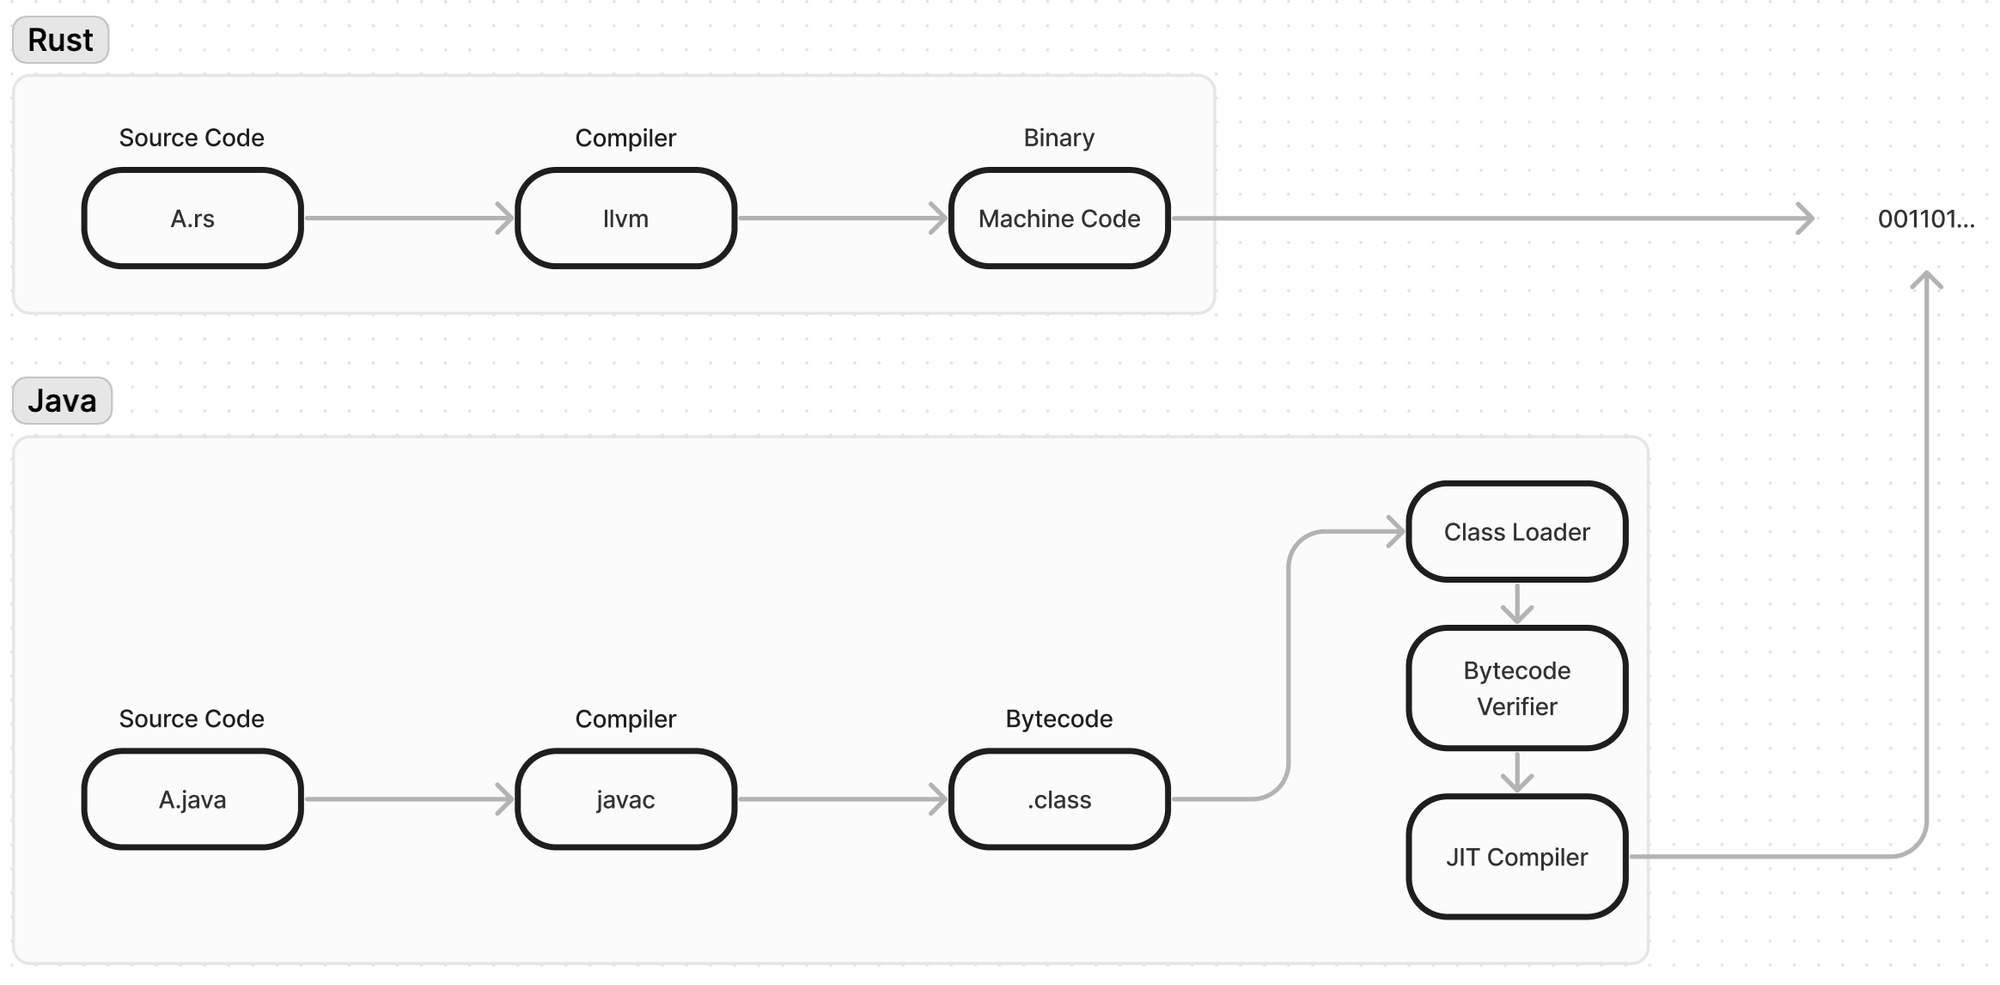 Rust
Source Code
Compiler
Binary
A.rs
llvm
Machine Code
001101...
Java
Class Loader
Bytecode
Verifier
Source Code
Compiler
Bytecode
A.java
javac
.class
JIT Compiler